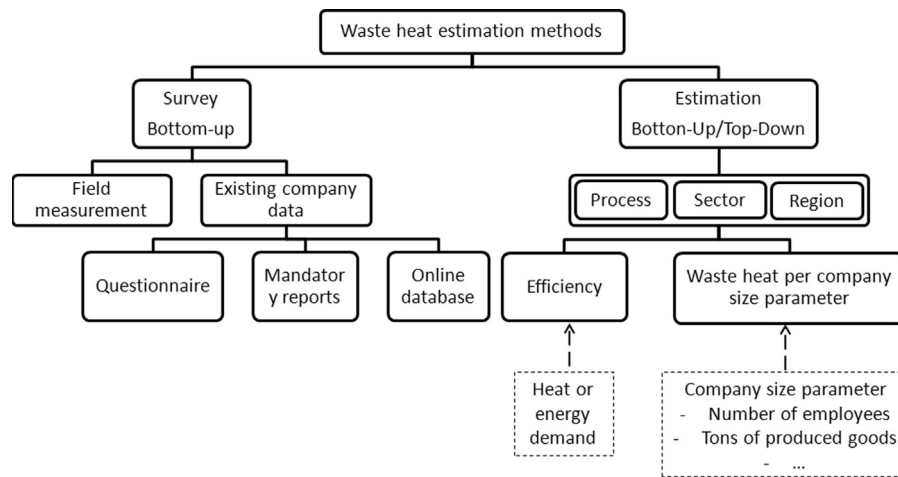 Waste heat estimation methods
Survey
Bottom-up
Estimation
Botton-Up/Top-Down
Field
measurement
Existing company
data
Process
Sector
Region
Questionnaire
Mandator
y reports
Online
database
Efficiency
Waste heat per company
size parameter
Heat or
energy
demand
Company size parameter
- Number of employees
- Tons of produced goods
- ...